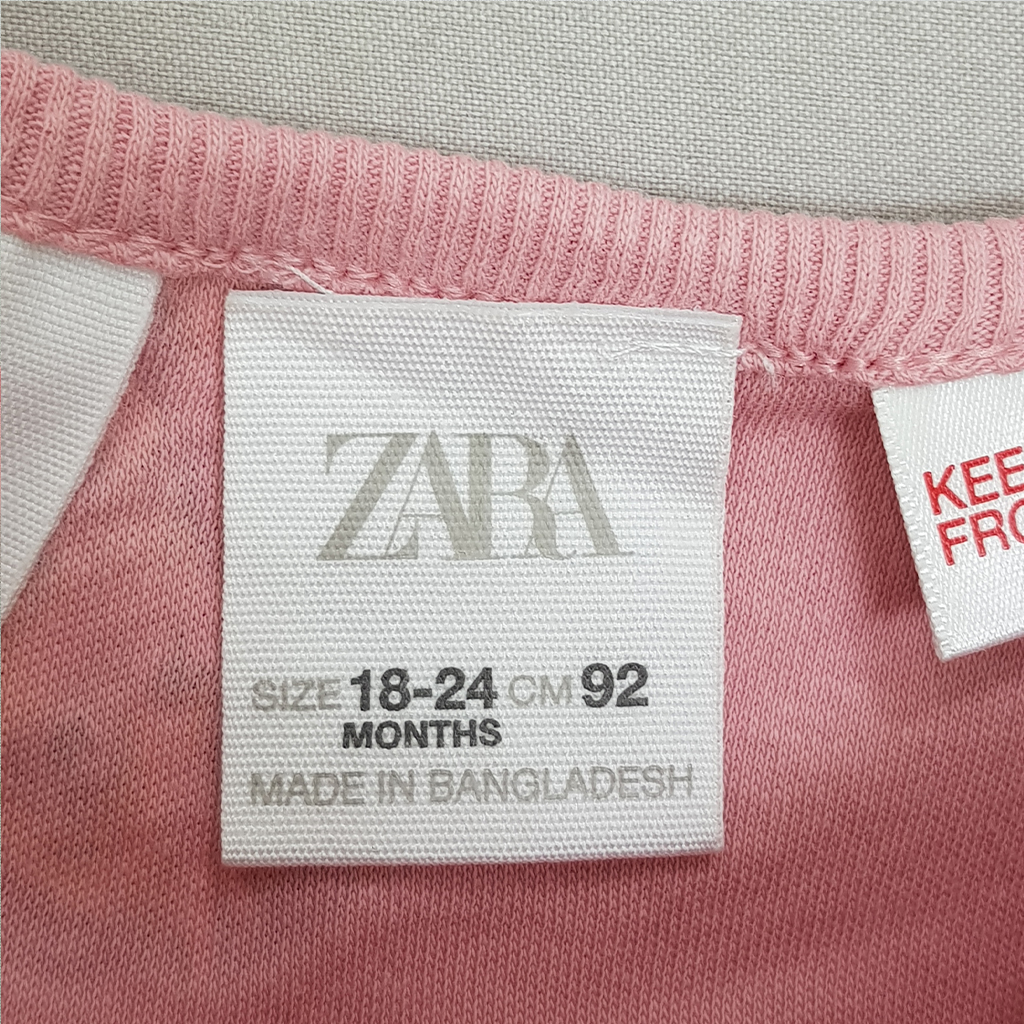 ZARA
SIZE 18-24 CM 92
MONTHS
MADE IN BANGLADESH
KEE
FRO